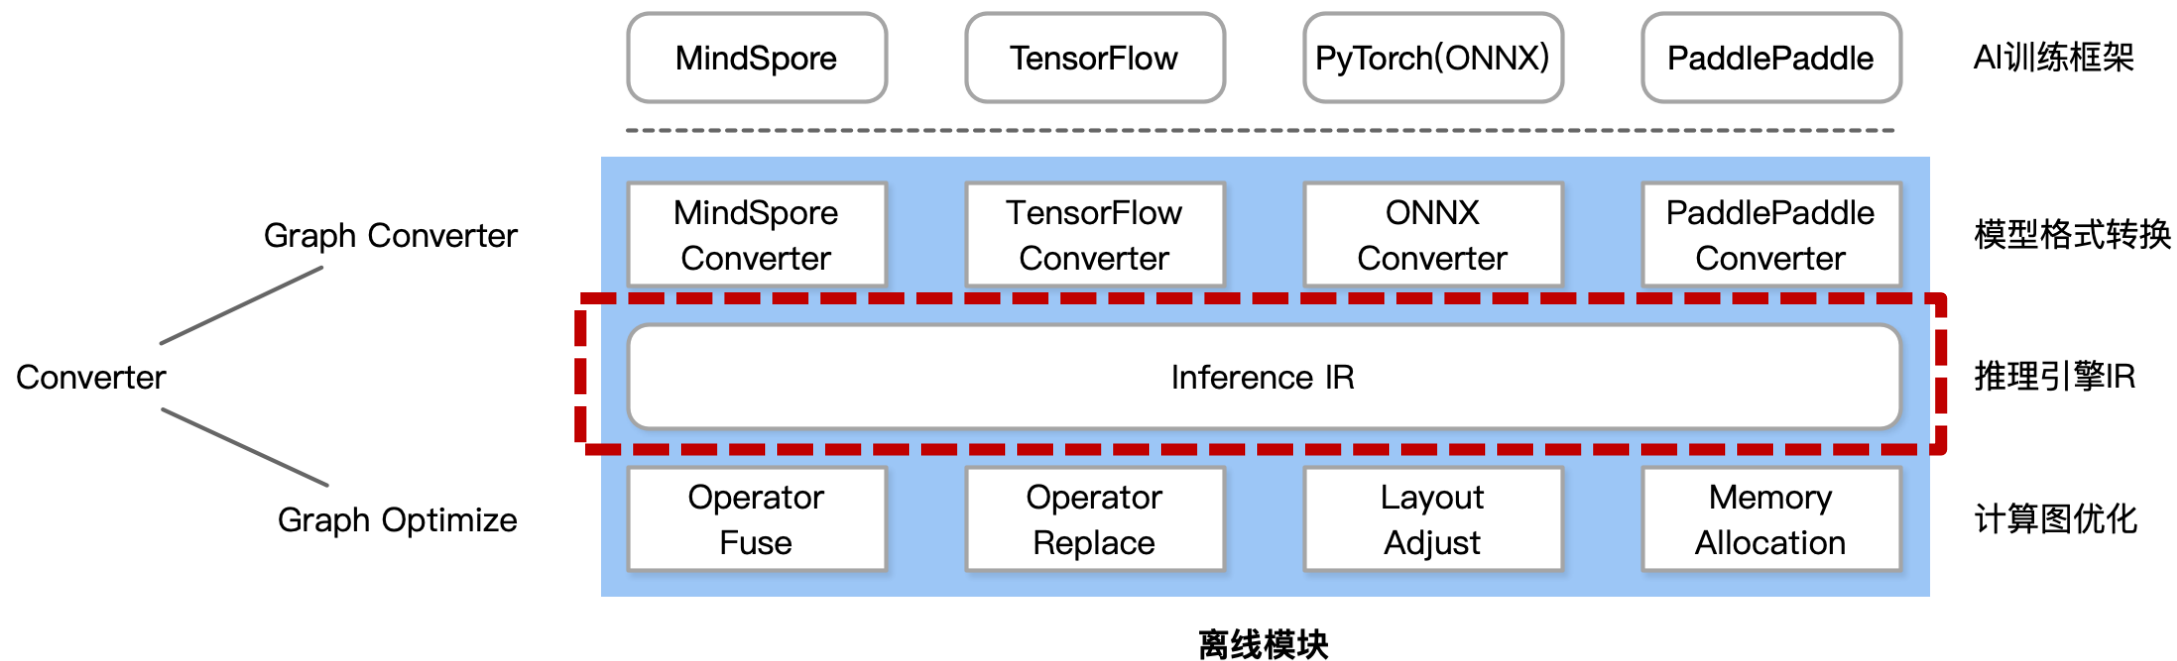 MindSpore
TensorFlow
PyTorch(ONNX)
PaddlePaddle
AI训练框架
Graph Converter
MindSpore
Converter
TensorFlow
Converter
ONNX
Converter
PaddlePaddle
Converter
模型格式转换
Converter
Inference IR
推理引擎IR
Graph Optimize
Operator
Fuse
Operator
Replace
Layout
Adjust
Memory
Allocation
计算图优化
离线模块